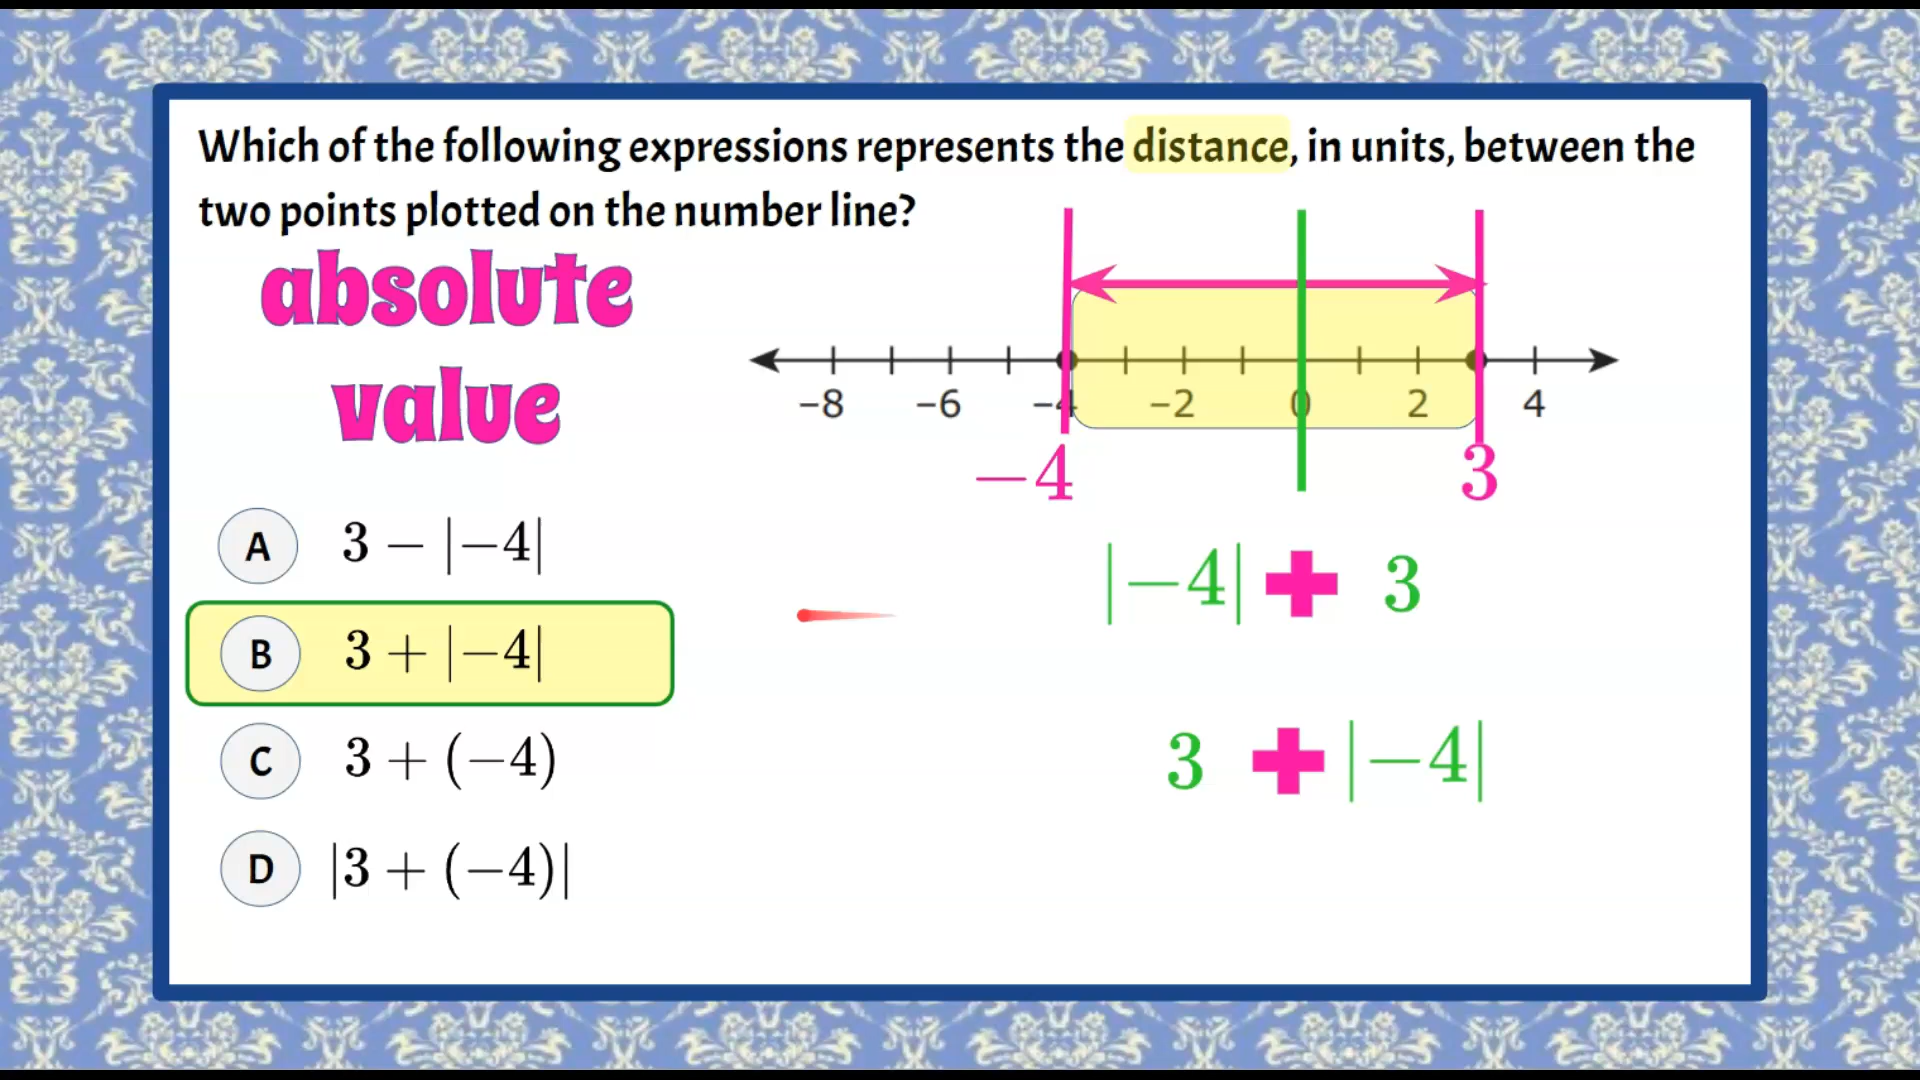 Which of the following expressions represents the distance, in units, between the
two points plotted on the number line?
absolute
value
−8 −6 −4 −2 0 2 4
−4 3
A 3 − |−4|
B 3 + |−4|
C 3 + (−4)
D |3 + (−4)|
|−4| + 3
3 + |−4|